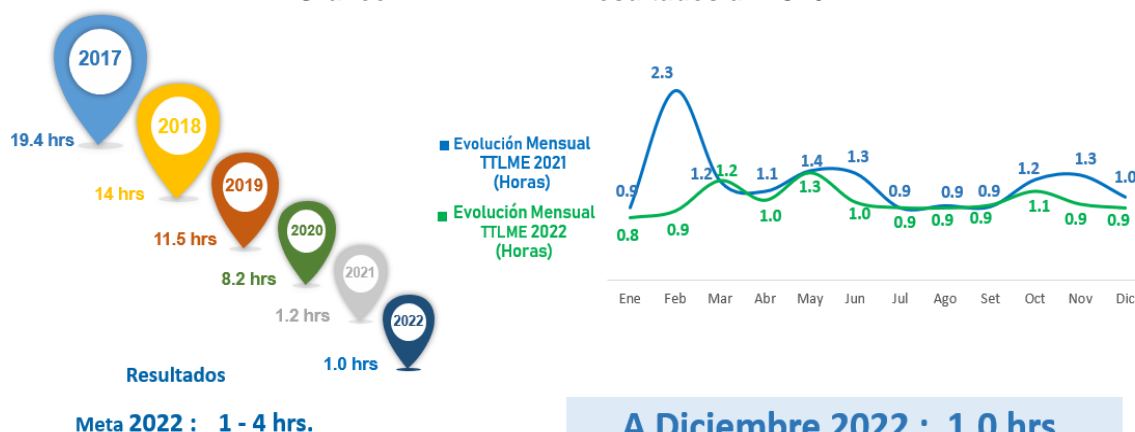 2017
19.4 hrs
2018
14 hrs
2019
11.5 hrs
2020
8.2 hrs
2021
1.2 hrs
2022
1.0 hrs
Resultados
Meta 2022 : 1 - 4 hrs.
Evolución Mensual
TTLME 2021
(Horas)
Evolución Mensual
TTLME 2022
(Horas)
0.9 2.3 1.2 1.1 1.4 1.3 0.9 0.9 0.9 1.2 1.3 1.0
0.8 0.9 1.2 1.0 1.3 1.0 0.9 0.9 0.9 1.1 0.9 0.9
Ene Feb Mar Abr May Jun Jul Ago Set Oct Nov Dic
A Diciembre 2022 : 1.0 hrs